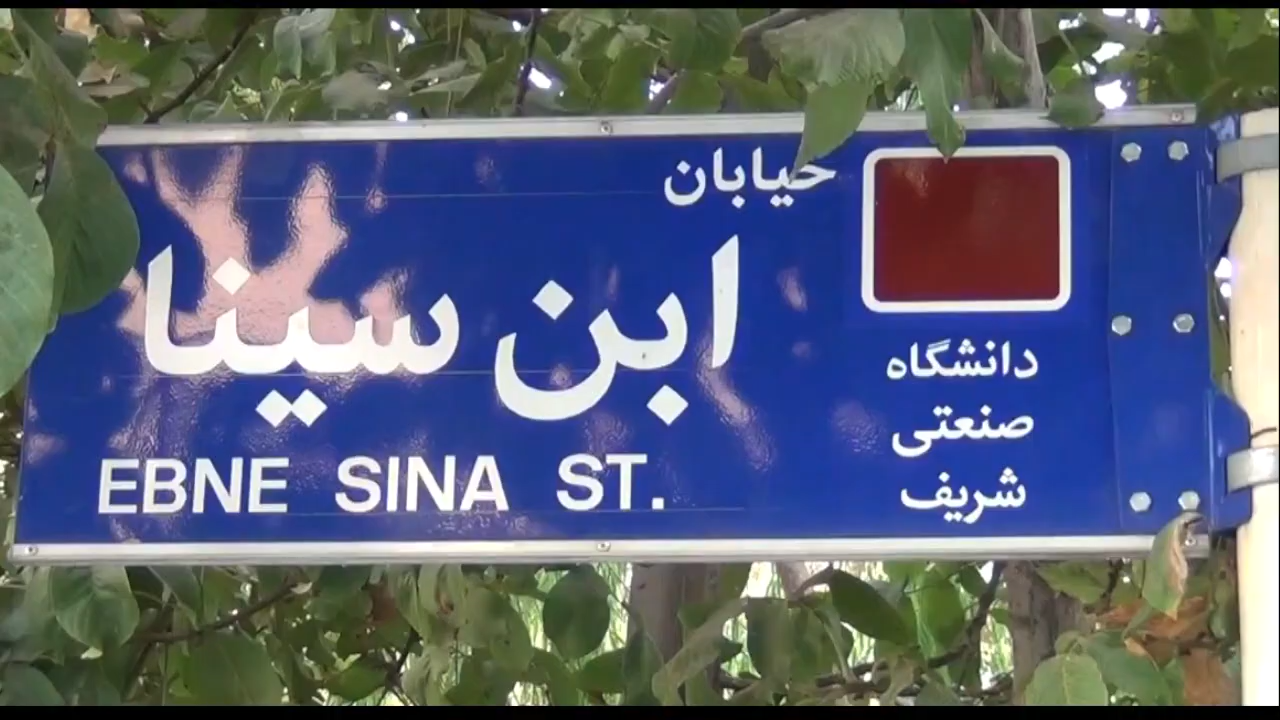 خیابان
ابن سینا
EBNE SINA ST.
دانشگاه
صنعتی
شریف